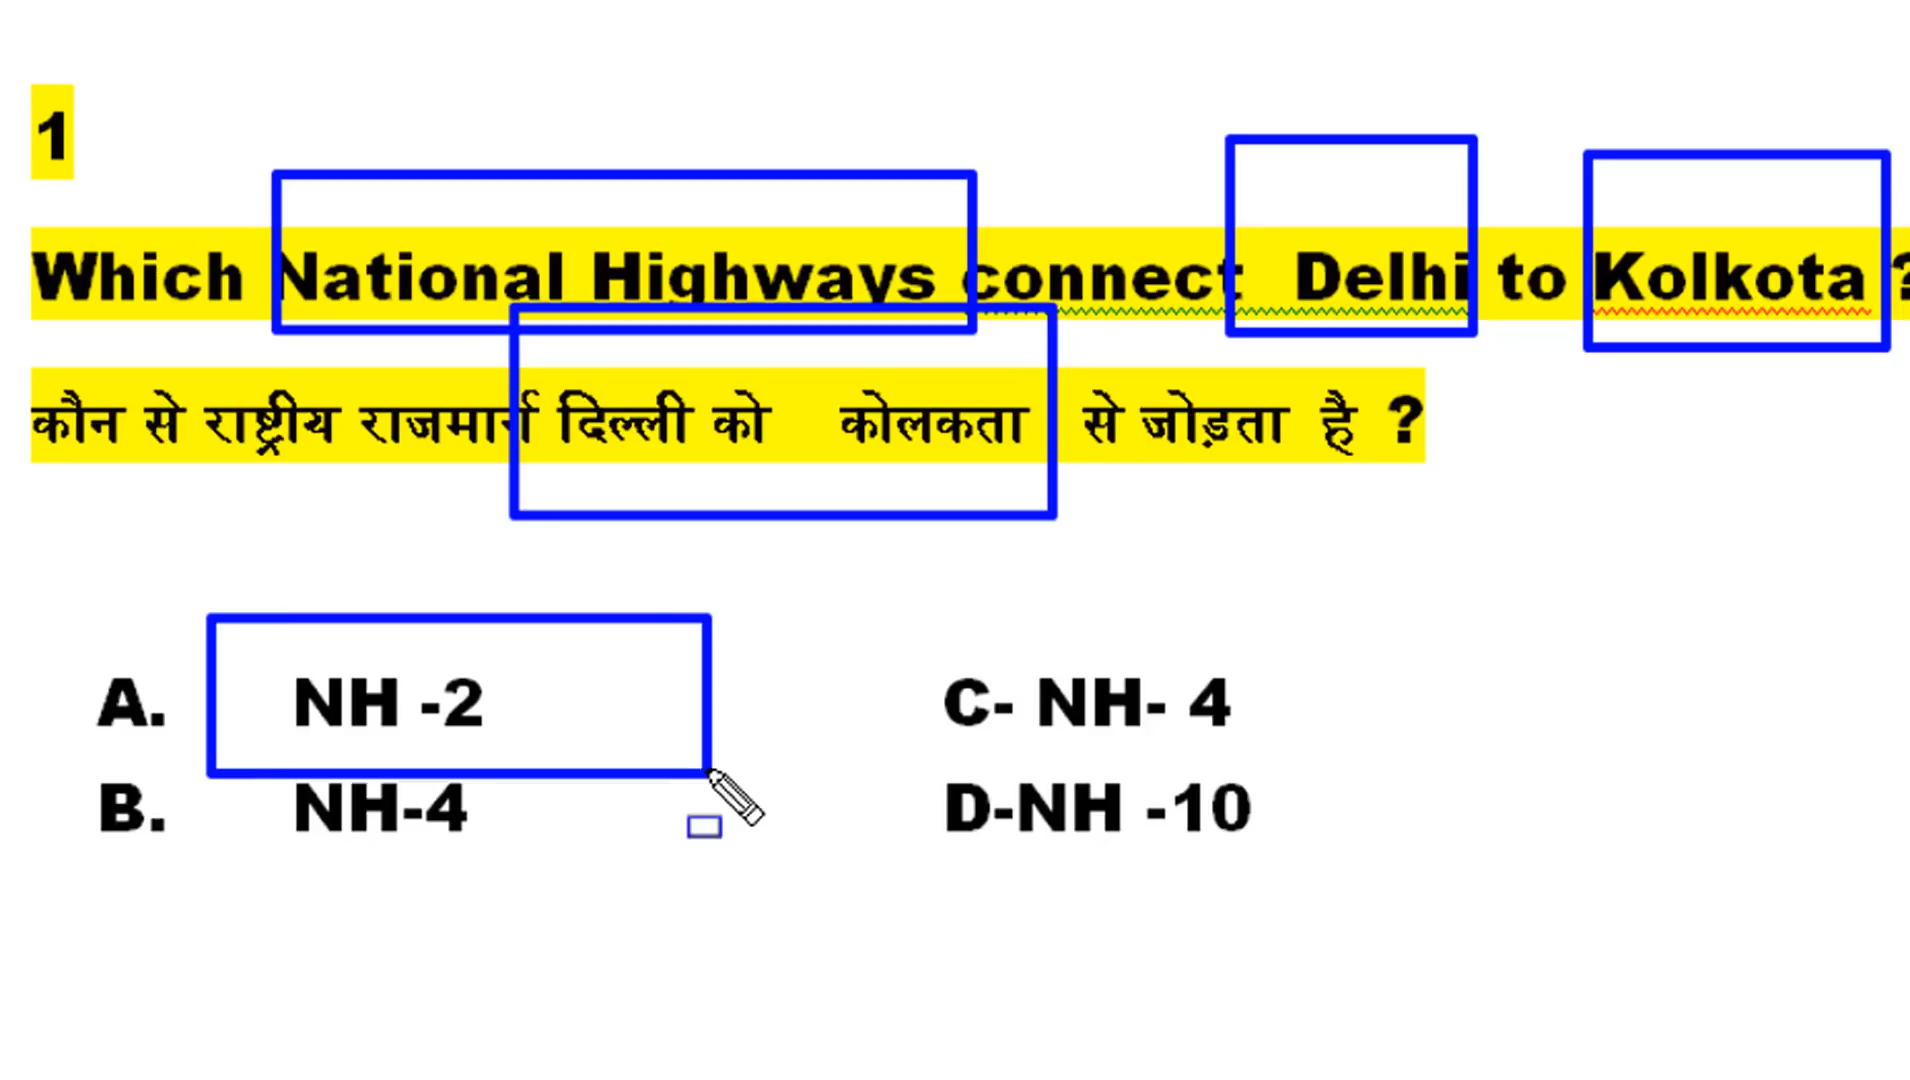 1
Which National Highways connect Delhi to Kolkota ?
कौन से राष्ट्रीय राजमार्ग दिल्ली को कोलकता से जोड़ता है ?
A. NH -2
B. NH-4
C- NH- 4
D-NH -10